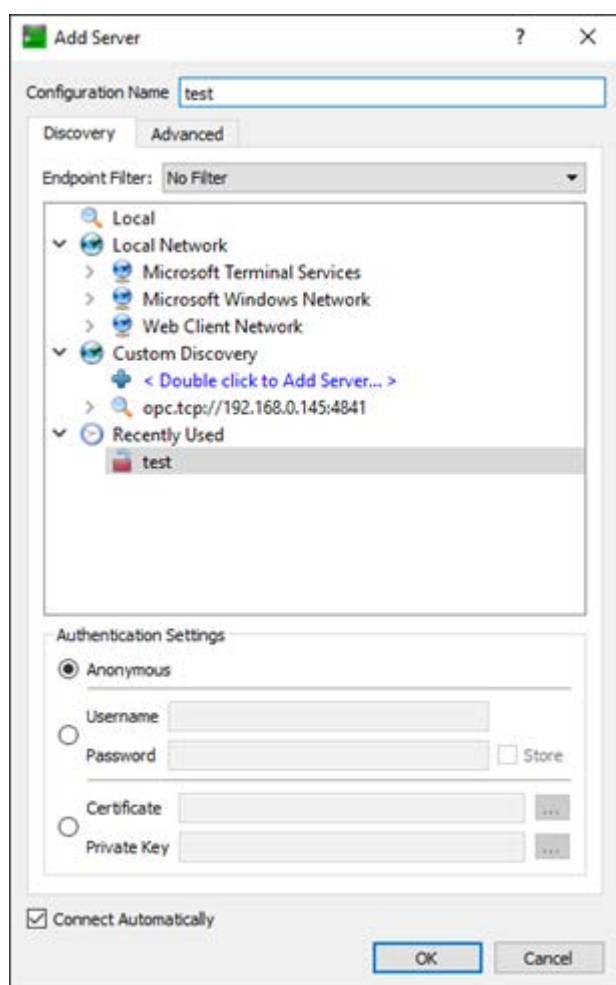 Add Server
Configuration Name test
Discovery Advanced
Endpoint Filter: No Filter
Local
Local Network
Microsoft Terminal Services
Microsoft Windows Network
Web Client Network
Custom Discovery
< Double click to Add Server... >
opc.tcp://192.168.0.145:4841
Recently Used
test
Authentication Settings
Anonymous
Username
Password Store
Certificate ...
Private Key ...
Connect Automatically
OK Cancel